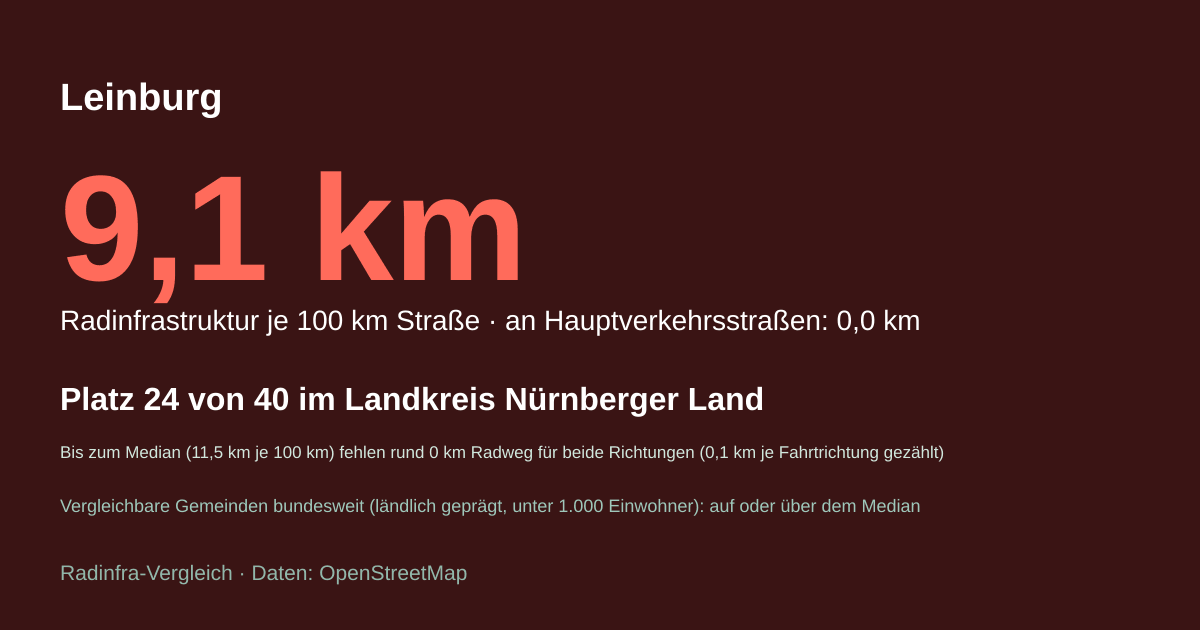 Leinburg
9,1 km
Radinfrastruktur je 100 km Straße · an Hauptverkehrsstraßen: 0,0 km
Platz 24 von 40 im Landkreis Nürnberger Land
Bis zum Median (11,5 km je 100 km) fehlen rund 0 km Radweg für beide Richtungen (0,1 km je Fahrtrichtung gezählt)
Vergleichbare Gemeinden bundesweit (ländlich geprägt, unter 1.000 Einwohner): auf oder über dem Median
Radinfra-Vergleich · Daten: OpenStreetMap